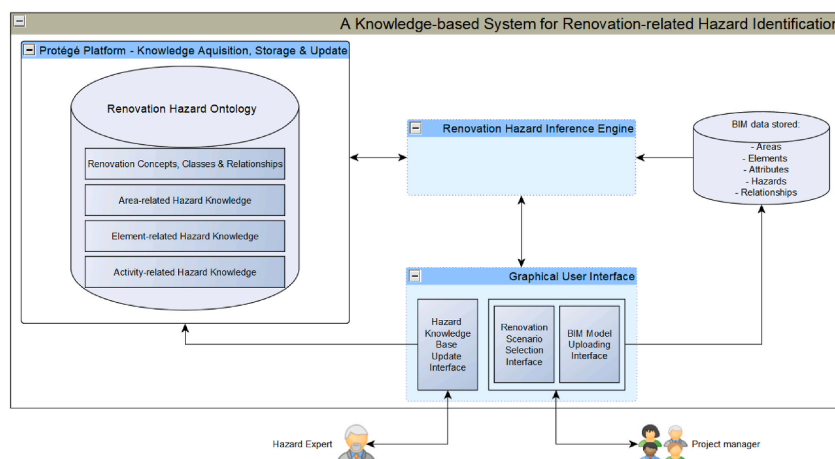 A Knowledge-based System for Renovation-related Hazard Identification
Protégé Platform - Knowledge Aquisition, Storage & Update
Renovation Hazard Ontology
Renovation Concepts, Classes & Relationships
Area-related Hazard Knowledge
Element-related Hazard Knowledge
Activity-related Hazard Knowledge
Renovation Hazard Inference Engine
BIM data stored:
- Areas
- Elements
- Attributes
- Hazards
- Relationships
Graphical User Interface
Hazard
Knowledge
Base
Update
Interface
Renovation
Scenario
Selection
Interface
BIM Model
Uploading
Interface
Hazard Expert
Project manager